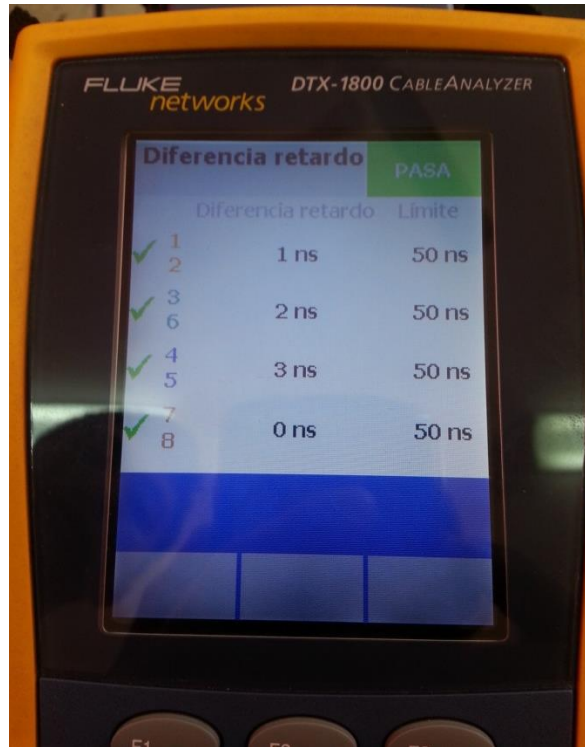 FLUKE networks
DTX-1800 CABLEANALYZER
Diferencia retardo
PASA
Diferencia retardo Límite
1
2
1 ns 50 ns
3
6
2 ns 50 ns
4
5
3 ns 50 ns
7
8
0 ns 50 ns
F1